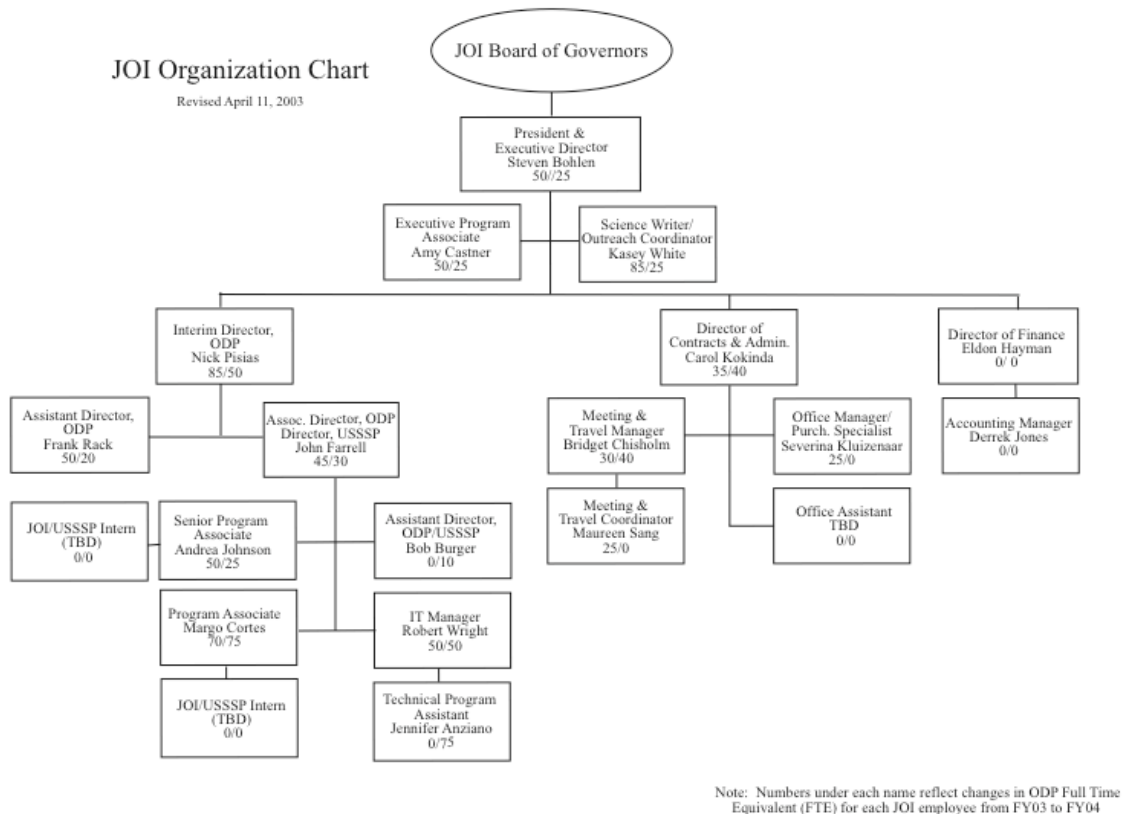 JOI Board of Governors
JOI Organization Chart
Revised April 11, 2003
President &
Executive Director
Steven Bohlen
50//25
Executive Program
Associate
Amy Castner
50/25
Science Writer/
Outreach Coordinator
Kasey White
85/25
Interim Director,
ODP
Nick Pisias
85/50
Director of
Contracts & Admin.
Carol Kokinda
35/40
Director of Finance
Eldon Hayman
0/ 0
Assistant Director,
ODP
Frank Rack
50/20
Assoc. Director, ODP
Director, USSSP
John Farrell
45/30
Meeting &
Travel Manager
Bridget Chisholm
30/40
Office Manager/
Purch. Specialist
Severina Kluizenaar
25/0
Accounting Manager
Derrek Jones
0/0
JOI/USSSP Intern
(TBD)
0/0
Senior Program
Associate
Andrea Johnson
50/25
Assistant Director,
ODP/USSSP
Bob Burger
0/10
Meeting &
Travel Coordinator
Maureen Sang
25/0
Office Assistant
TBD
0/0
Program Associate
Margo Cortes
70/75
IT Manager
Robert Wright
50/50
JOI/USSSP Intern
(TBD)
0/0
Technical Program
Assistant
Jennifer Anziano
0/75
Note: Numbers under each name reflect changes in ODP Full Time
Equivalent (FTE) for each JOI employee from FY03 to FY04